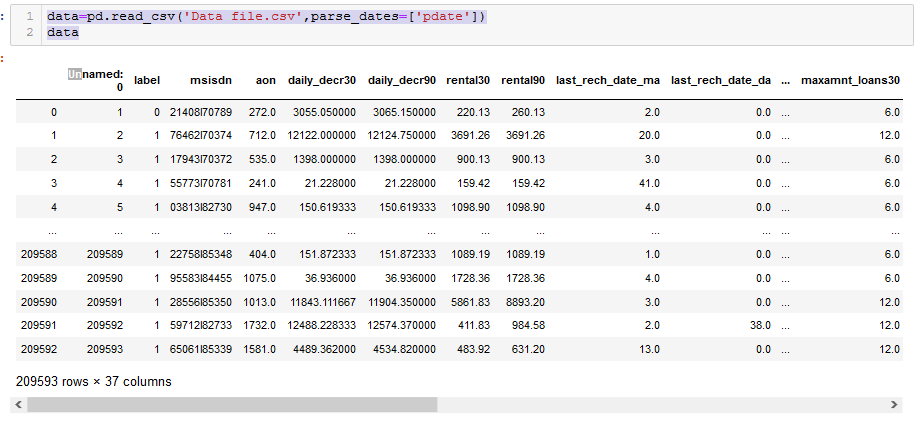 1 data=pd.read_csv('Data file.csv',parse_dates=['pdate'])
2 data
Unnamed: 0 label msisdn aon daily_decr30 daily_decr90 rental30 rental90 last_rech_date_ma last_rech_date_da ... maxamnt_loans30
0 1 0 21408I70789 272.0 3055.050000 3065.150000 220.13 260.13 2.0 0.0 ... 6.0
1 2 1 76462I70374 712.0 12122.000000 12124.750000 3691.26 3691.26 20.0 0.0 ... 12.0
2 3 1 17943I70372 535.0 1398.000000 1398.000000 900.13 900.13 3.0 0.0 ... 6.0
3 4 1 55773I70781 241.0 21.228000 21.228000 159.42 159.42 41.0 0.0 ... 6.0
4 5 1 03813I82730 947.0 150.619333 150.619333 1098.90 1098.90 4.0 0.0 ... 6.0
... ... ... ... ... ... ... ... ... ... ... ... ...
209588 209589 1 22758I85348 404.0 151.872333 151.872333 1089.19 1089.19 1.0 0.0 ... 6.0
209589 209590 1 95583I84455 1075.0 36.936000 36.936000 1728.36 1728.36 4.0 0.0 ... 6.0
209590 209591 1 28556I85350 1013.0 11843.111667 11904.350000 5861.83 8893.20 3.0 0.0 ... 12.0
209591 209592 1 59712I82733 1732.0 12488.228333 12574.370000 411.83 984.58 2.0 38.0 ... 12.0
209592 209593 1 65061I85339 1581.0 4489.362000 4534.820000 483.92 631.20 13.0 0.0 ... 12.0
209593 rows × 37 columns